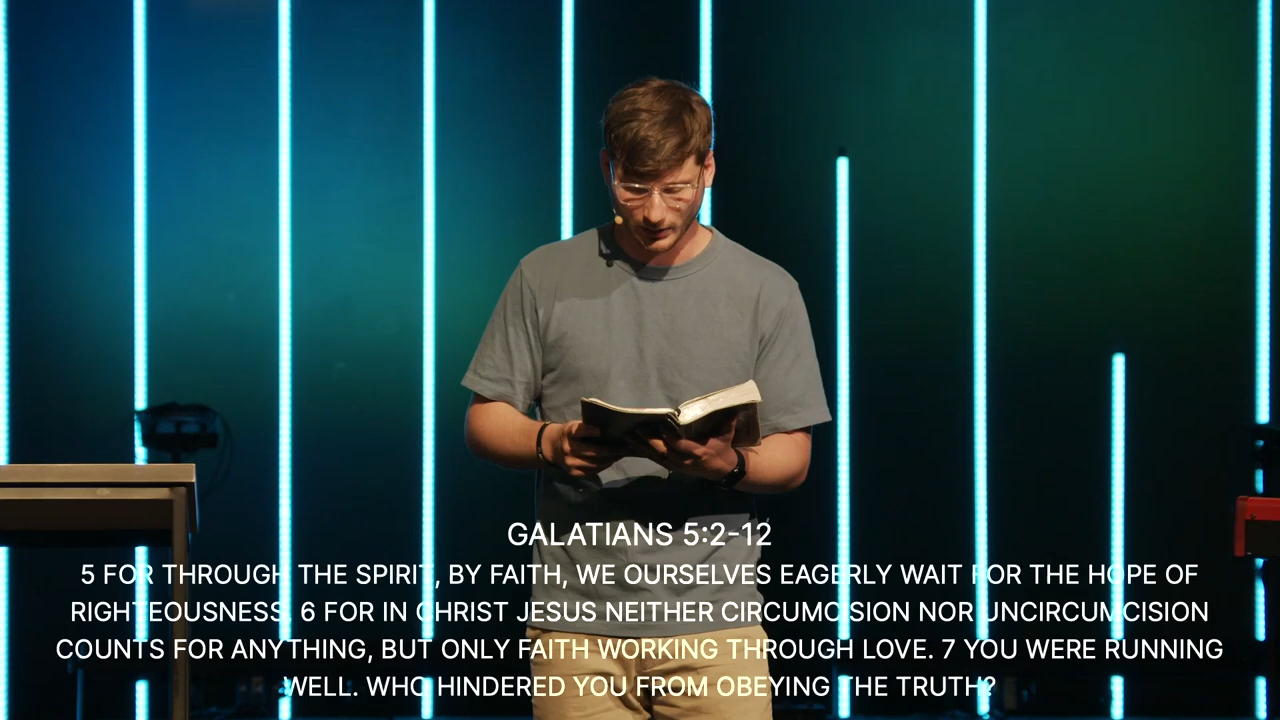 GALATIANS 5:2-12
5 FOR THROUGH THE SPIRIT, BY FAITH, WE OURSELVES EAGERLY WAIT FOR THE HOPE OF
RIGHTEOUSNESS. 6 FOR IN CHRIST JESUS NEITHER CIRCUMCISION NOR UNCIRCUMCISION
COUNTS FOR ANYTHING, BUT ONLY FAITH WORKING THROUGH LOVE. 7 YOU WERE RUNNING
WELL. WHO HINDERED YOU FROM OBEYING THE TRUTH?